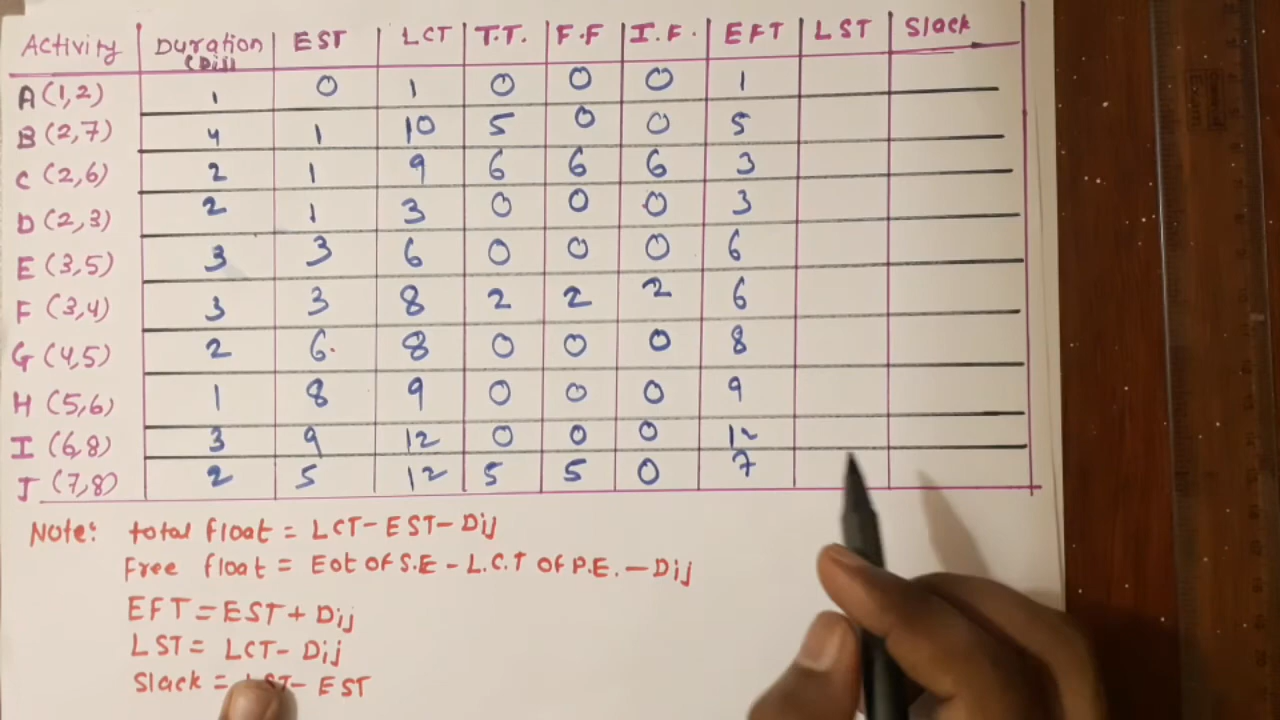 Activity Duration EST LCT T.T. F.F I.F. EFT LST Slack
(Dij)
A (1,2) 1 0 1 0 0 0 1
B (2,7) 4 1 10 5 0 0 5
C (2,6) 2 1 9 6 6 6 3
D (2,3) 2 1 3 0 0 0 3
E (3,5) 3 3 6 0 0 0 6
F (3,4) 3 3 8 2 2 2 6
G (4,5) 2 6 8 0 0 0 8
H (5,6) 1 8 9 0 0 0 9
I (6,8) 3 9 12 0 0 0 12
J (7,8) 2 5 12 5 5 0 7
Note: total float = LCT - EST - Dij
Free float = Eot of S.E - L.C.T of P.E. - Dij
EFT = EST + Dij
LST = LCT - Dij
Slack = LST - EST